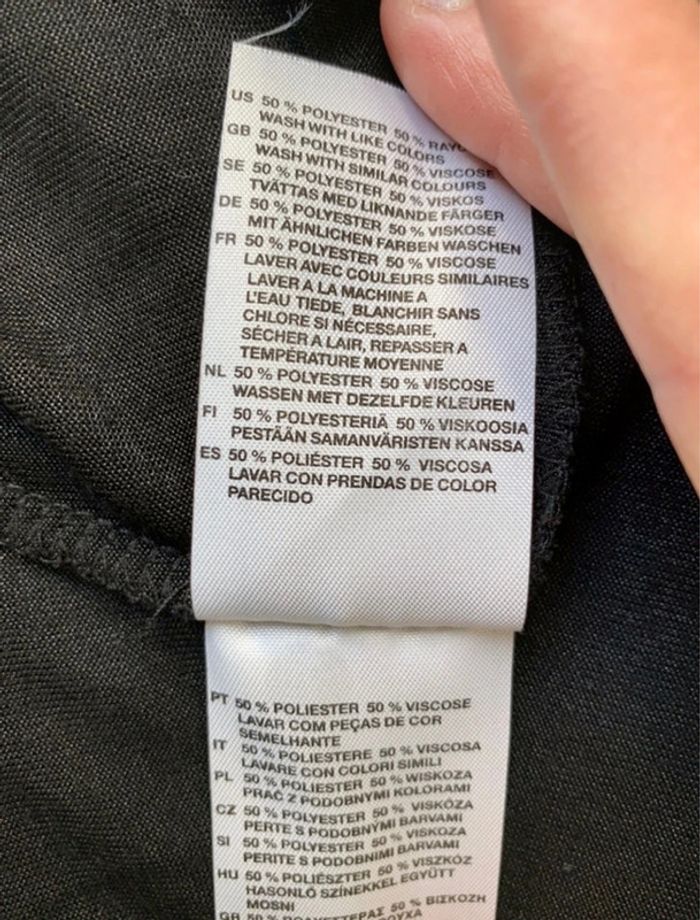 US 50 % POLYESTER 50 %
WASH WITH LIKE COLORS
GB 50 % POLYESTER 50 % VISCOSE
WASH WITH SIMILAR COLOURS
SE 50 % POLYESTER 50 % VISKOS
TVÄTTAS MED LIKNANDE FÄRGER
DE 50 % POLYESTER 50 % VISKOSE
MIT ÄHNLICHEN FARBEN WASCHEN
FR 50 % POLYESTER 50 % VISCOSE
LAVER AVEC COULEURS SIMILAIRES
LAVER A LA MACHINE A
L'EAU TIEDE, BLANCHIR SANS
CHLORE SI NÉCESSAIRE,
SÉCHER A LAIR, REPASSER A
TEMPÉRATURE MOYENNE
NL 50 % POLYESTER 50 % VISCOSE
WASSEN MET DEZELFDE KLEUREN
FI 50 % POLYESTERIÄ 50 % VISKOOSIA
PESTÄÄN SAMANVÄRISTEN KANSSA
ES 50 % POLIÉSTER 50 % VISCOSA
LAVAR CON PRENDAS DE COLOR
PARECIDO
PT 50 % POLIESTER 50 % VISCOSE
LAVAR COM PEÇAS DE COR
SEMELHANTE
IT 50 % POLIESTERE 50 % VISCOSA
LAVARE CON COLORI SIMILI
PL 50 % POLIESTER 50 % WISKOZA
PRAĆ Z PODOBNYMI KOLORAMI
CZ 50 % POLYESTER 50 % VISKÓZA
PERTE S PODOBNÝMI BARVAMI
SI 50 % POLYESTER 50 % VISKOZA
PERITE S PODOBNIMI BARVAMI
HU 50 % POLIÉSZTER 50 % VISZKÓZ
HASONLÓ SZÍNEKKEL EGYÜTT
MOSNI
GR 50 % 50 % ΒΙΣΚΟΖΗ